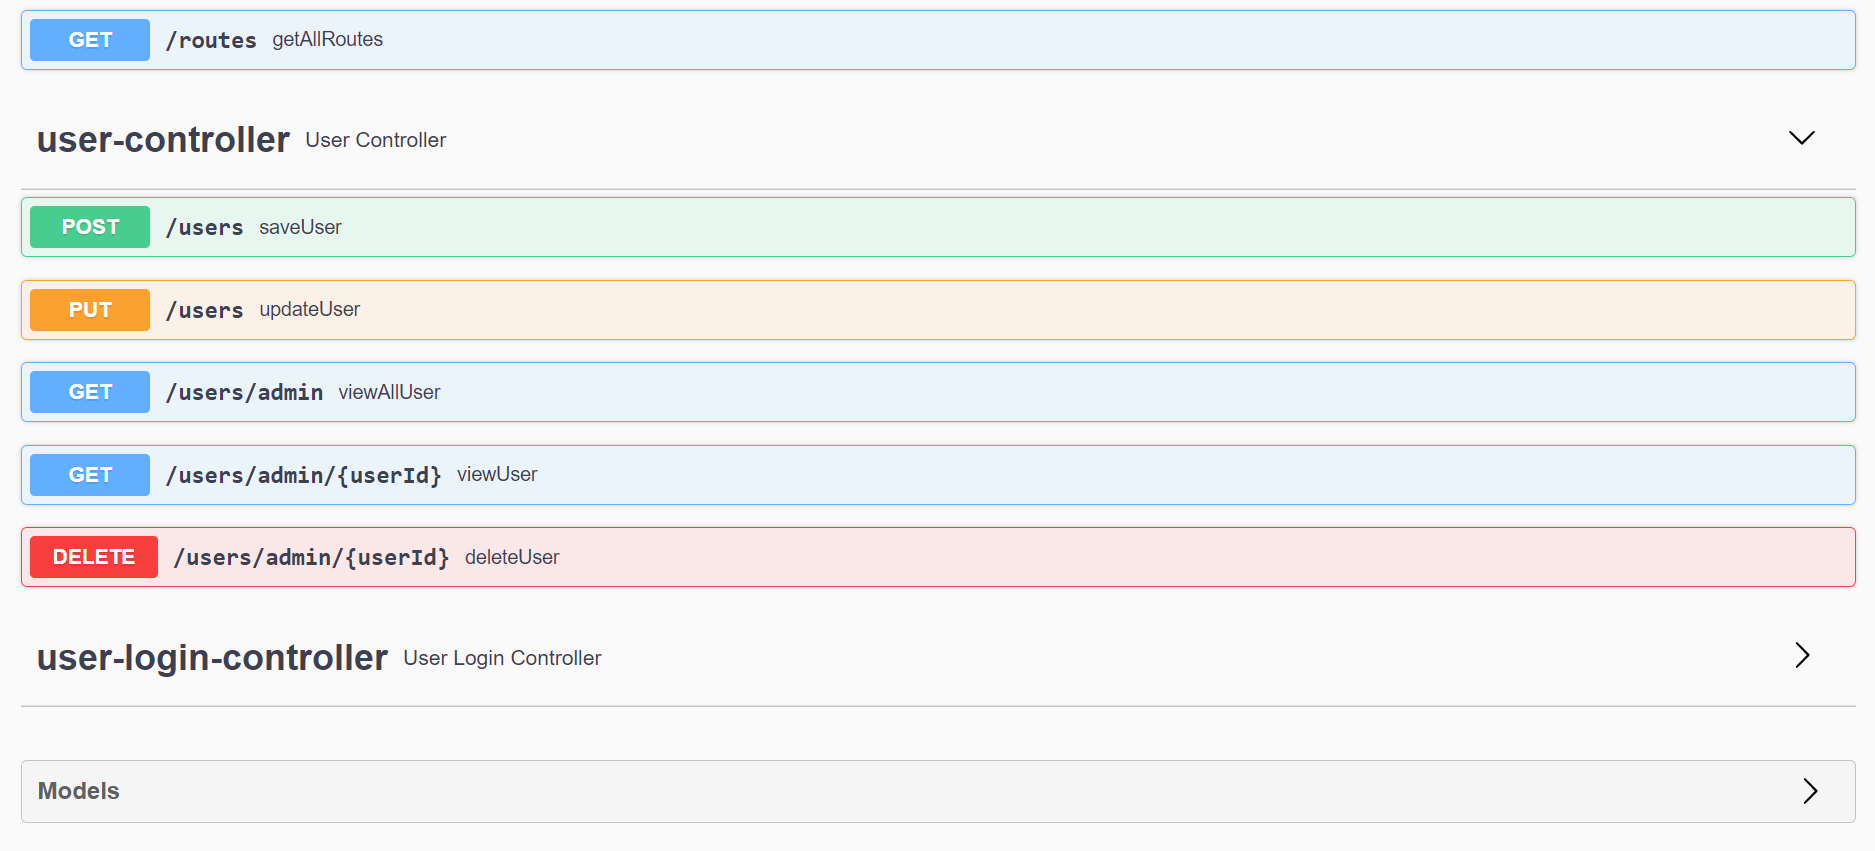 GET /routes getAllRoutes
user-controller User Controller
POST /users saveUser
PUT /users updateUser
GET /users/admin viewAllUser
GET /users/admin/{userId} viewUser
DELETE /users/admin/{userId} deleteUser
user-login-controller User Login Controller
Models